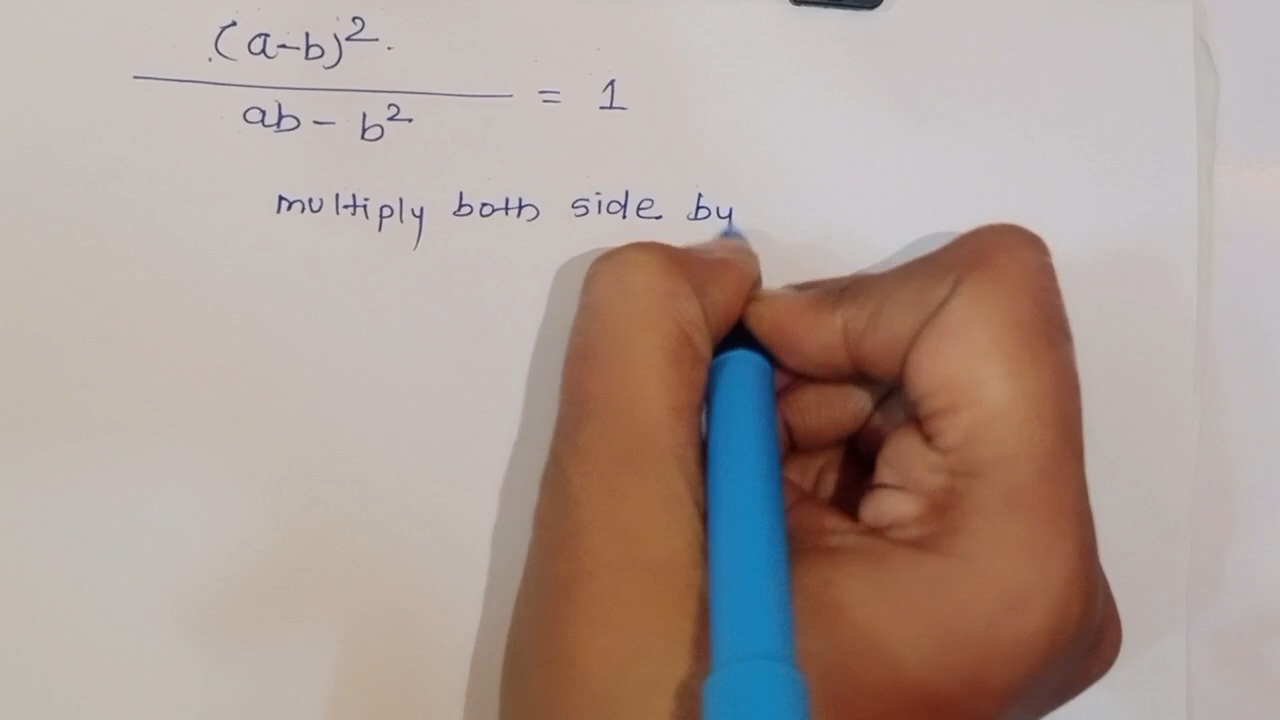 (a-b)²
ab - b² = 1
multiply both side by